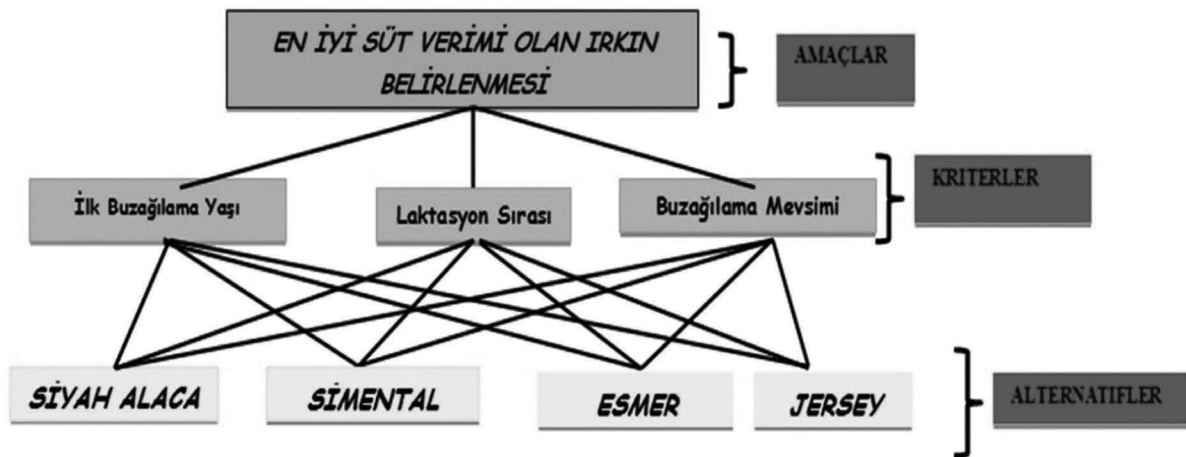 EN İYİ SÜT VERİMİ OLAN IRKIN
BELİRLENMESİ
AMAÇLAR
İlk Buzağılama Yaşı
Laktasyon Sırası
Buzağılama Mevsimi
KRITERLER
SİYAH ALACA
SİMENTAL
ESMER
JERSEY
ALTERNATIFLER